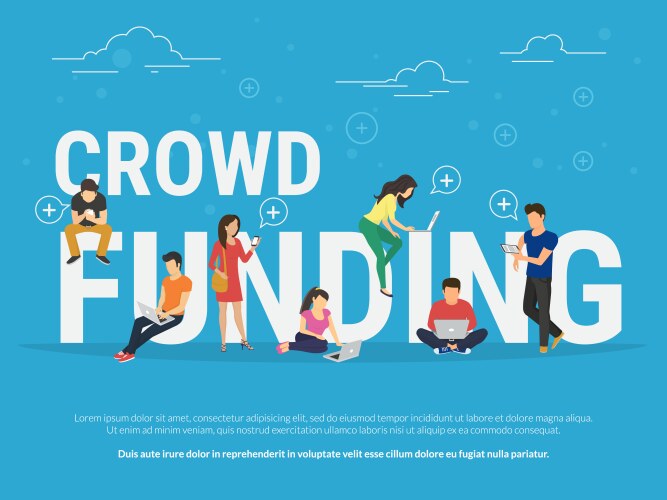 CROWD
FUNDING
Lorem ipsum dolor sit amet, consectetur adipiscing elit, sed do eiusmod tempor incididunt ut labore et dolore magna aliqua.
Ut enim ad minim veniam, quis nostrud exercitation ullamco laboris nisi ut aliquip ex ea commodo consequat.
Duis aute irure dolor in reprehenderit in voluptate velit esse cillum dolore eu fugiat nulla pariatur.